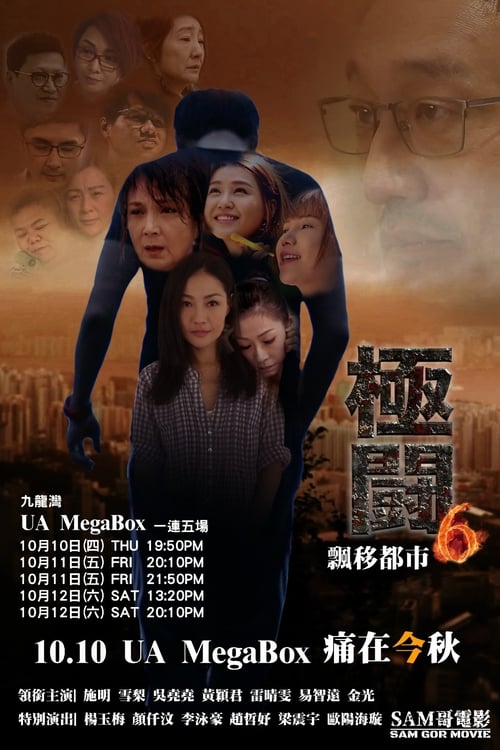 極鬪6
飄移都市
九龍灣
UA MegaBox 一連五場
10月10日(四) THU 19:50PM
10月11日(五) FRI 20:10PM
10月11日(五) FRI 21:50PM
10月12日(六) SAT 13:20PM
10月12日(六) SAT 20:10PM
10.10 UA MegaBox 痛在今秋
領銜主演| 施明 雪梨 吳堯堯 黃穎君 雷晴雯 易智遠 金光
特別演出| 楊玉梅 顏仟汶 李泳豪 趙哲妤 梁震宇 歐陽海璇
SAM哥電影
SAM GOR MOVIE